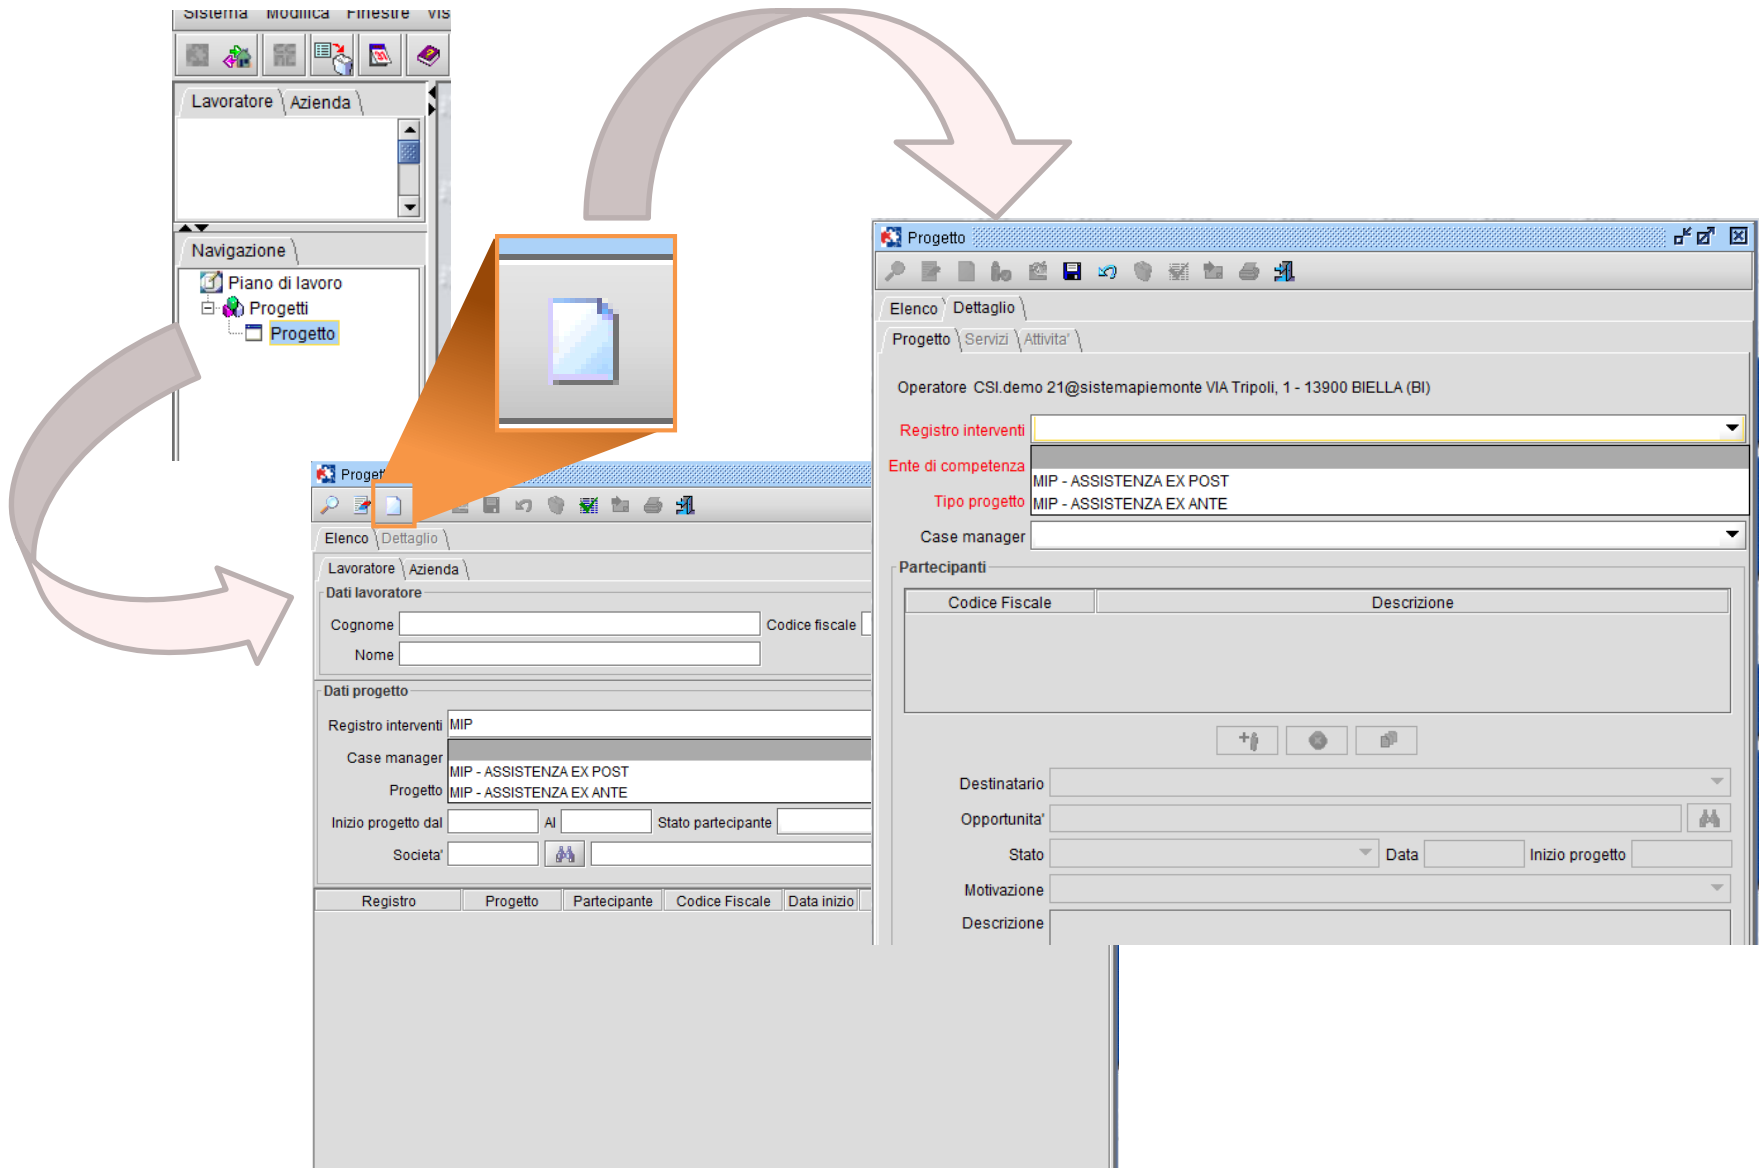 Sistema Modifica Finestre Vis
Lavoratore Azienda
Navigazione
Piano di lavoro
Progetti
Progetto
Progett
Elenco Dettaglio
Lavoratore Azienda
Dati lavoratore
Cognome Codice fiscale
Nome
Dati progetto
Registro interventi MIP
Case manager
MIP - ASSISTENZA EX POST
Progetto MIP - ASSISTENZA EX ANTE
Inizio progetto dal Al Stato partecipante
Societa'
Registro Progetto Partecipante Codice Fiscale Data inizio
Progetto
Elenco Dettaglio
Progetto Servizi Attivita'
Operatore CSI.demo 21@sistemapiemonte VIA Tripoli, 1 - 13900 BIELLA (BI)
Registro interventi
Ente di competenza
MIP - ASSISTENZA EX POST
Tipo progetto MIP - ASSISTENZA EX ANTE
Case manager
Partecipanti
Codice Fiscale Descrizione
Destinatario
Opportunita'
Stato Data Inizio progetto
Motivazione
Descrizione